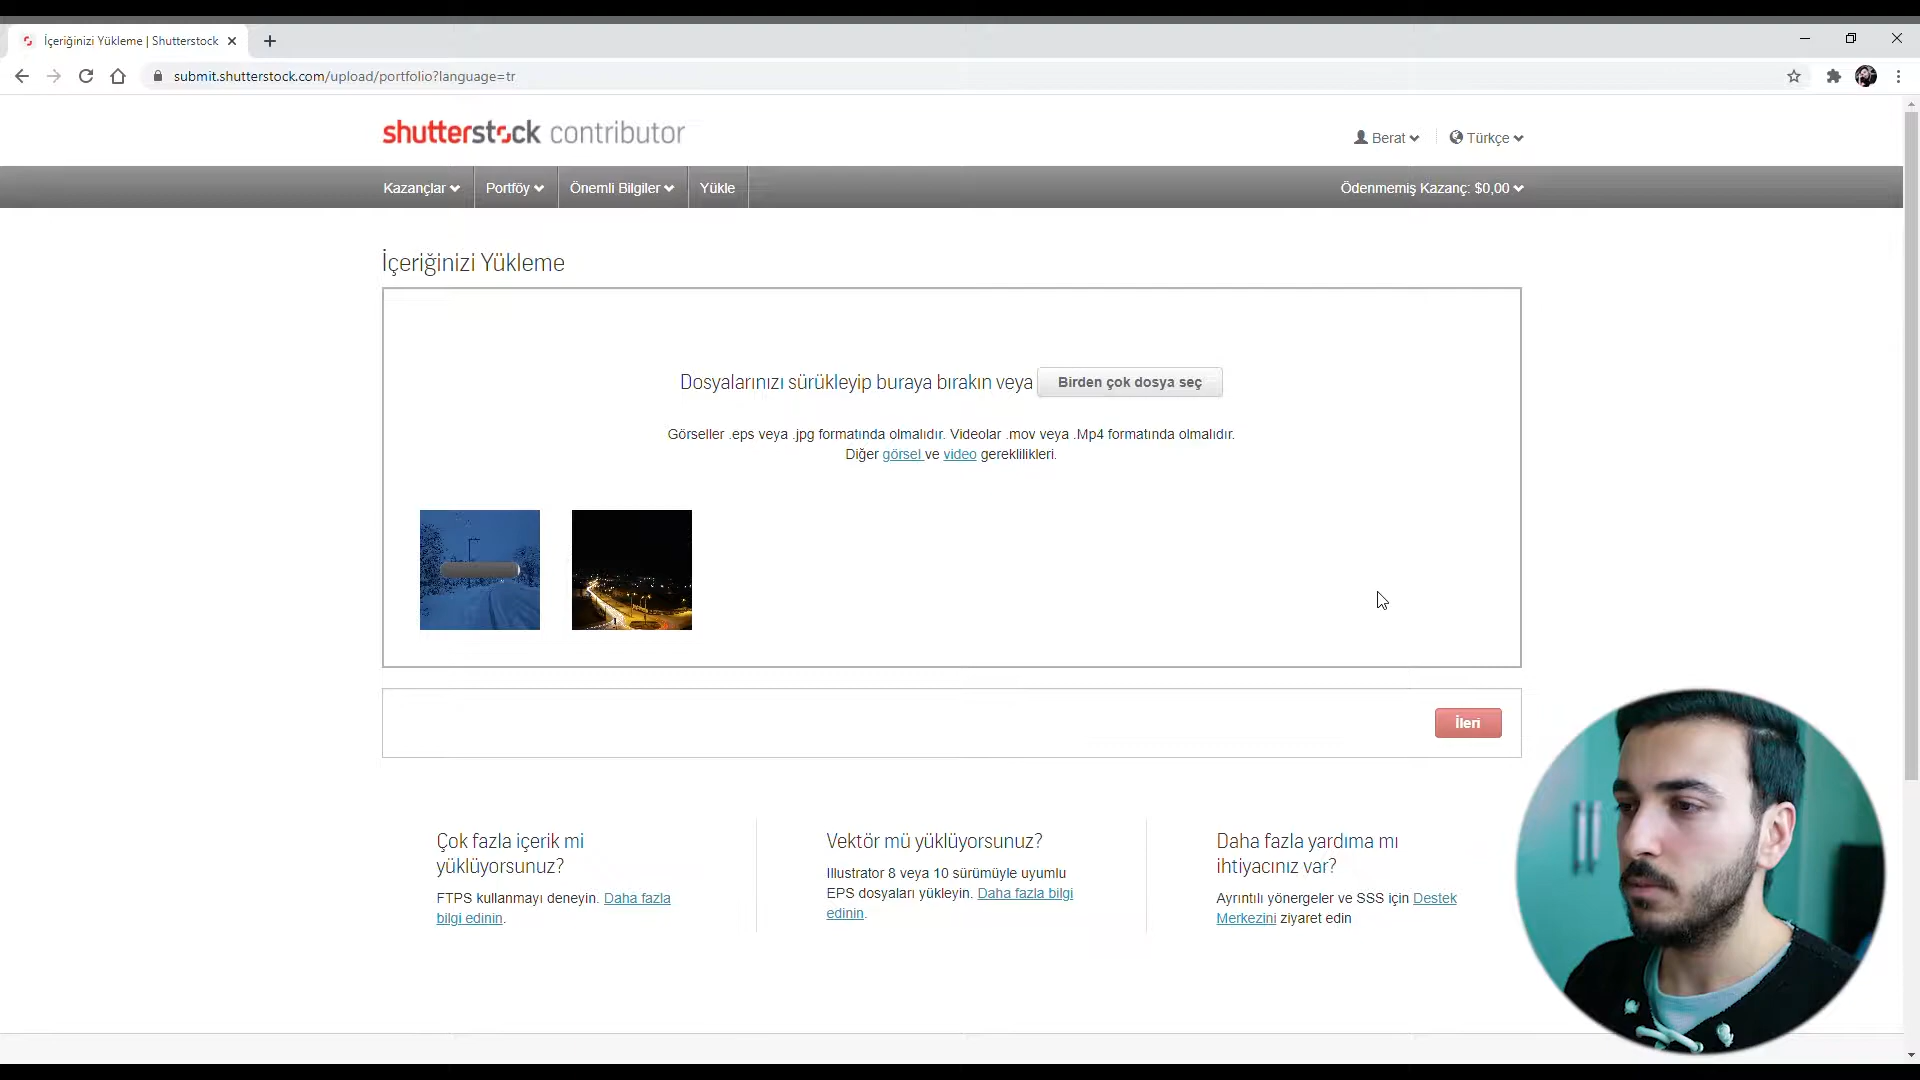 İçeriğinizi Yükleme | Shutterstock
submit.shutterstock.com/upload/portfolio?language=tr
shutterstock contributor
Berat
Türkçe
Kazançlar
Portföy
Önemli Bilgiler
Yükle
Ödenmemiş Kazanç: $0,00
İçeriğinizi Yükleme
Dosyalarınızı sürükleyip buraya bırakın veya
Birden çok dosya seç
Görseller .eps veya .jpg formatında olmalıdır. Videolar .mov veya .Mp4 formatında olmalıdır.
Diğer görsel ve video gereklilikleri.
İleri
Çok fazla içerik mi
yüklüyorsunuz?
FTPS kullanmayı deneyin. Daha fazla
bilgi edinin.
Vektör mü yüklüyorsunuz?
Illustrator 8 veya 10 sürümüyle uyumlu
EPS dosyaları yükleyin. Daha fazla bilgi
edinin.
Daha fazla yardıma mı
ihtiyacınız var?
Ayrıntılı yönergeler ve SSS için Destek
Merkezini ziyaret edin